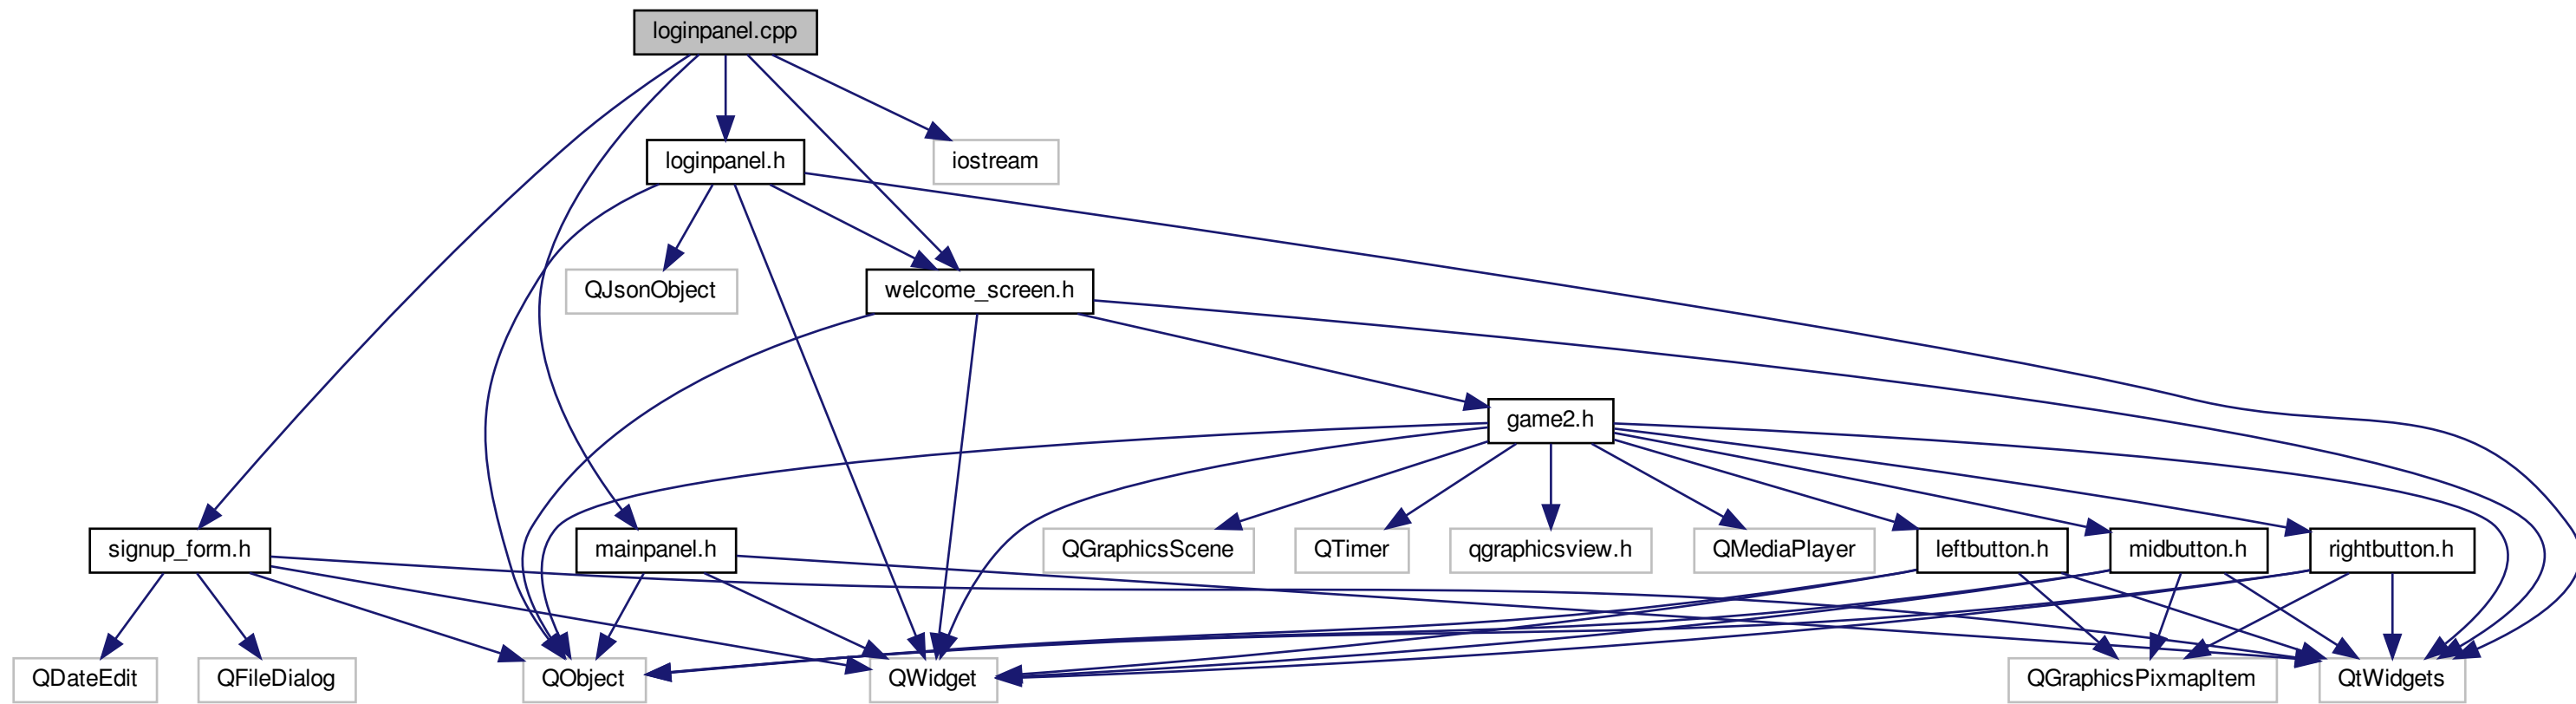 loginpanel.cpp
loginpanel.h
iostream
QJsonObject
welcome_screen.h
game2.h
signup_form.h
mainpanel.h
QGraphicsScene
QTimer
qgraphicsview.h
QMediaPlayer
leftbutton.h
midbutton.h
rightbutton.h
QDateEdit
QFileDialog
QObject
QWidget
QGraphicsPixmapItem
QtWidgets